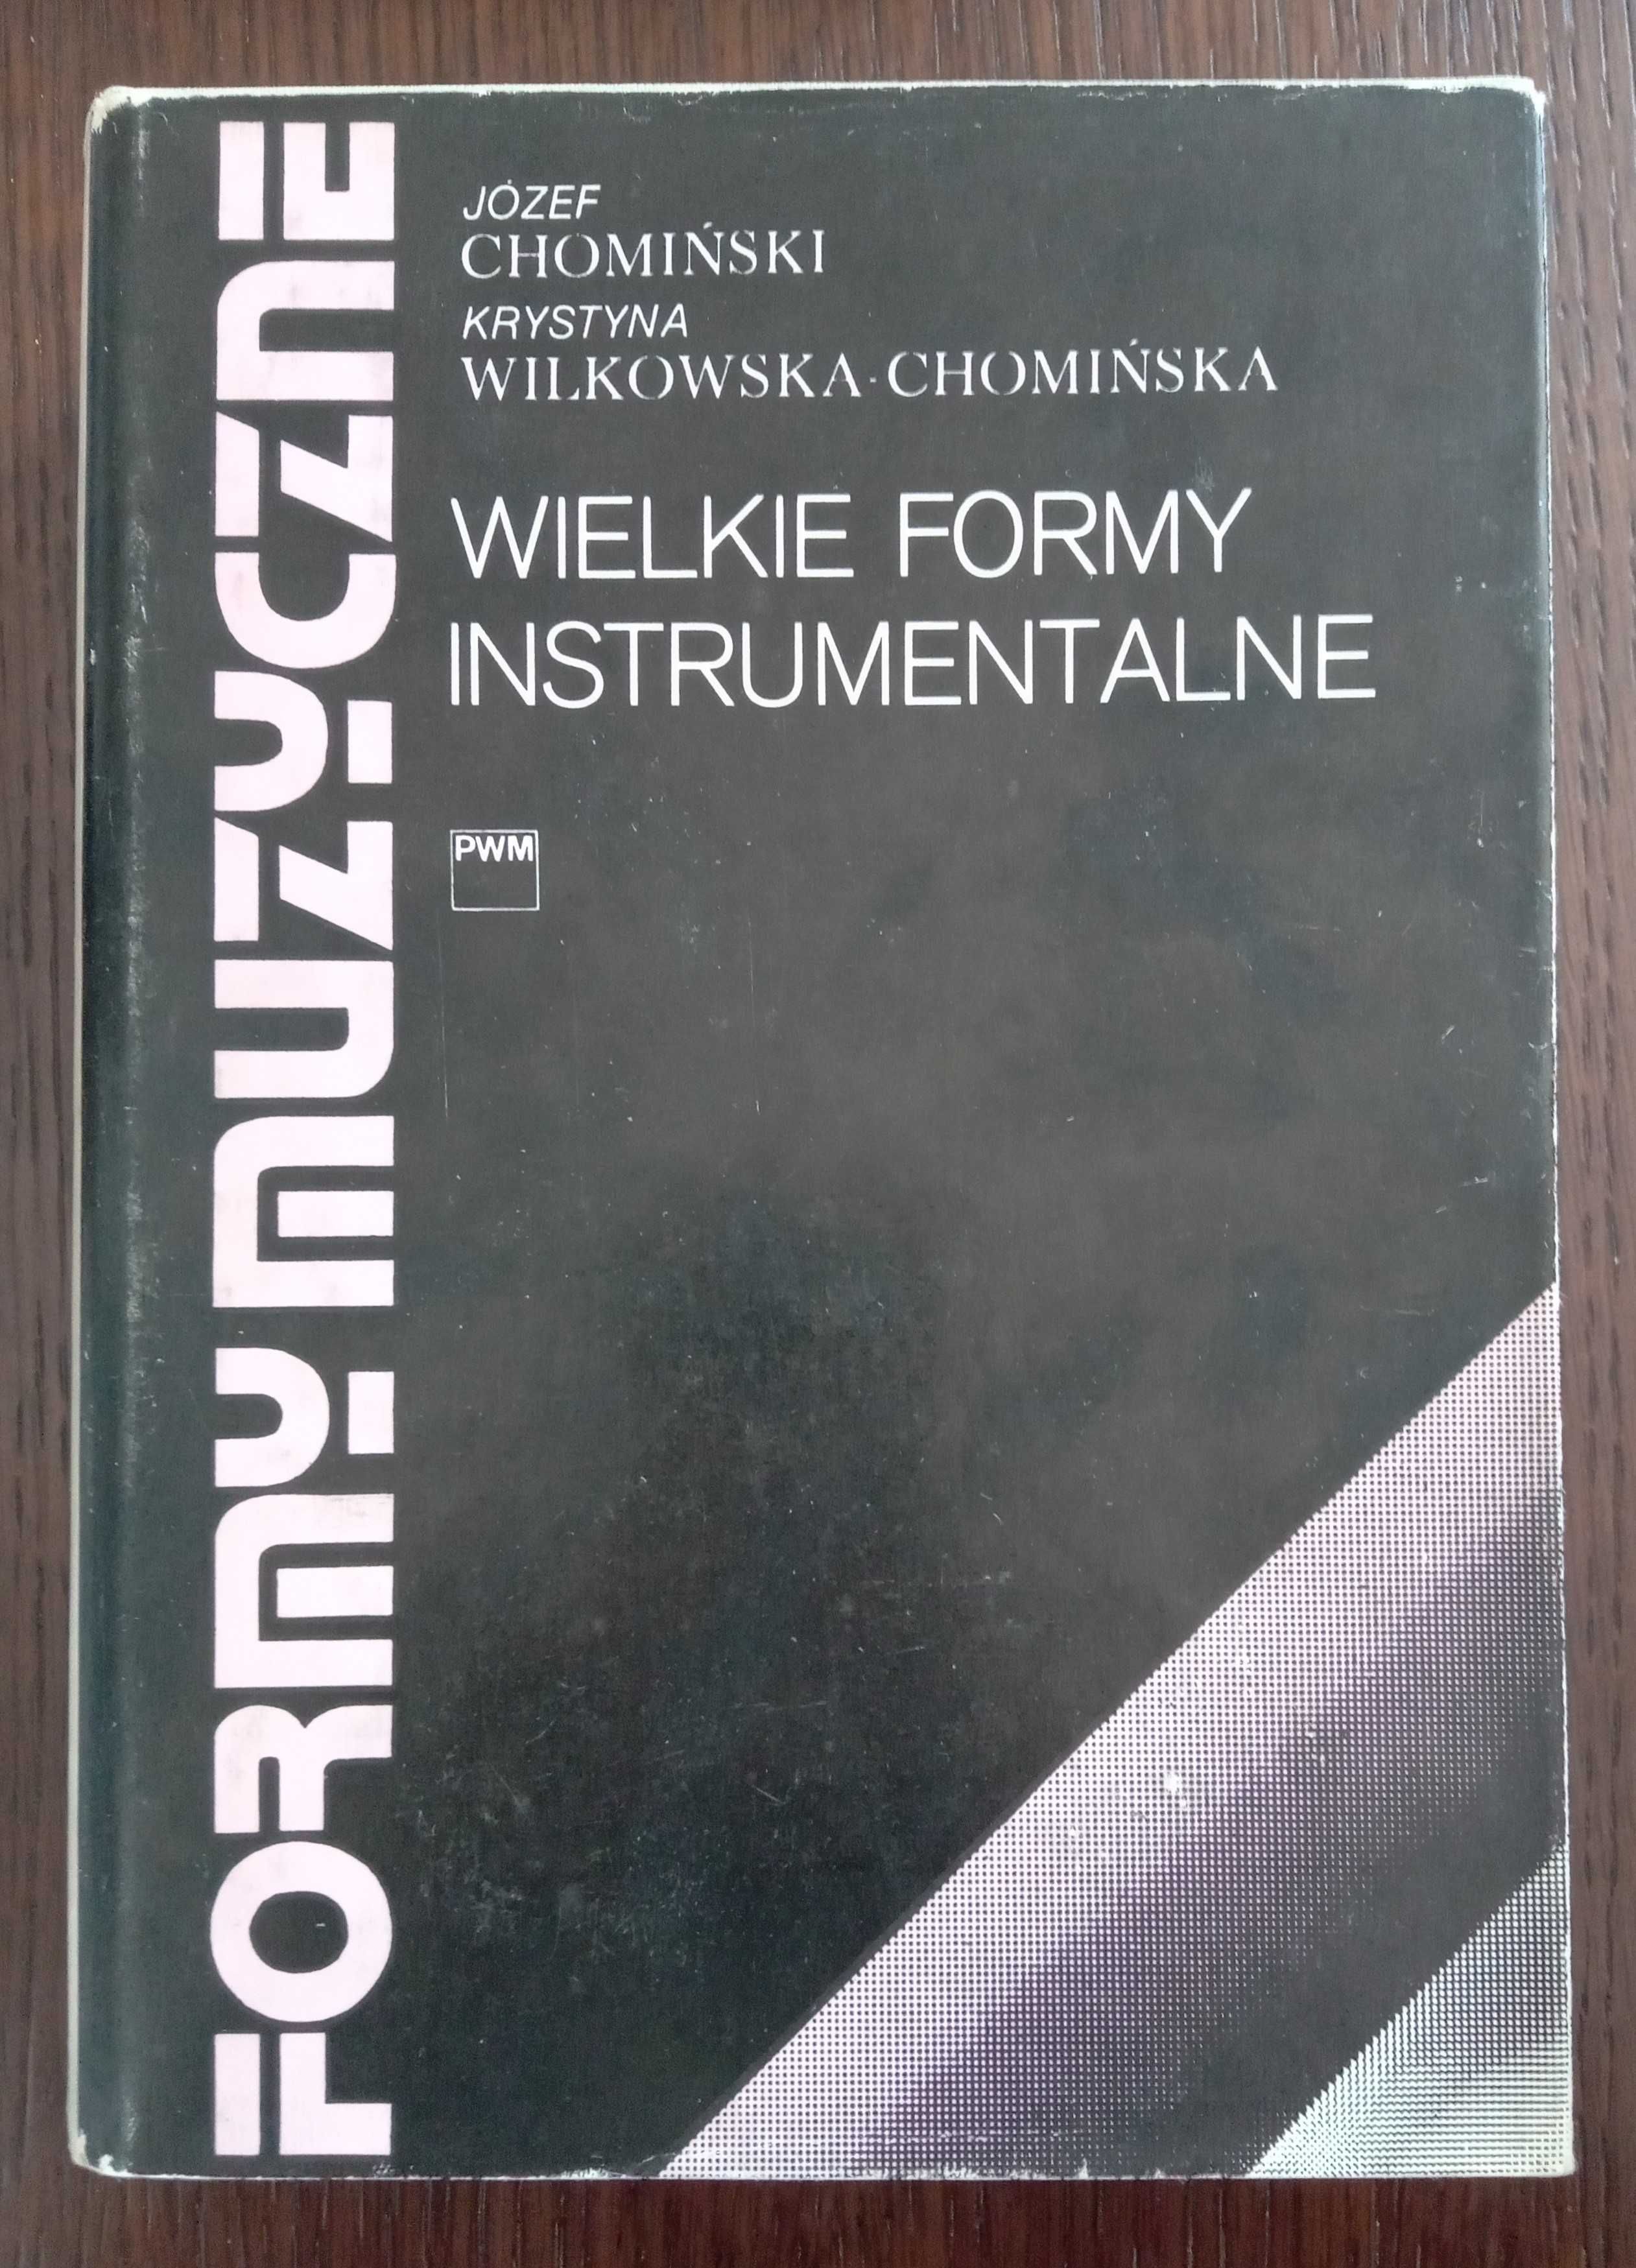 FORMY MUZYCZNE
JÓZEF
CHOMIŃSKI
KRYSTYNA
WILKOWSKA-CHOMIŃSKA
WIELKIE FORMY
INSTRUMENTALNE
PWM